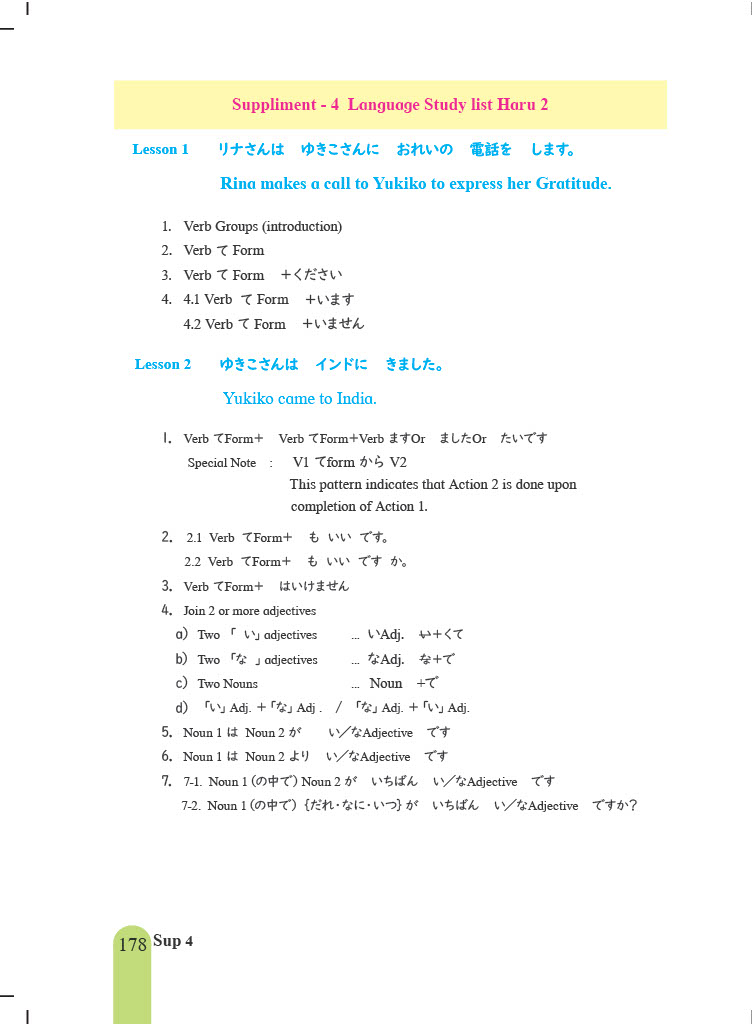 Suppliment - 4 Language Study list Haru 2
Lesson 1 リナさんは ゆきこさんに おれいの 電話を します。
Rina makes a call to Yukiko to express her Gratitude.
1. Verb Groups (introduction)
2. Verb て Form
3. Verb て Form ＋ください
4. 4.1 Verb て Form ＋います
4.2 Verb て Form ＋いません
Lesson 2 ゆきこさんは インドに きました。
Yukiko came to India.
1. Verb てForm＋ Verb てForm＋Verb ますOr ましたOr たいです
Special Note : V1 てform から V2
This pattern indicates that Action 2 is done upon
completion of Action 1.
2. 2.1 Verb てForm＋ も いい です。
2.2 Verb てForm＋ も いい です か。
3. Verb てForm＋ はいけません
4. Join 2 or more adjectives
a) Two 「 い」 adjectives ... いAdj. い＋くて
b) Two 「な 」 adjectives ... なAdj. な＋で
c) Two Nouns ... Noun +で
d) 「い」 Adj. ＋「な」 Adj . / 「な」 Adj. ＋「い」 Adj.
5. Noun 1 は Noun 2 が い／なAdjective です
6. Noun 1 は Noun 2 より い／なAdjective です
7. 7-1. Noun 1 (の中で) Noun 2 が いちばん い／なAdjective です
7-2. Noun 1 (の中で) {だれ・なに・いつ} が いちばん い／なAdjective ですか？
178 Sup 4